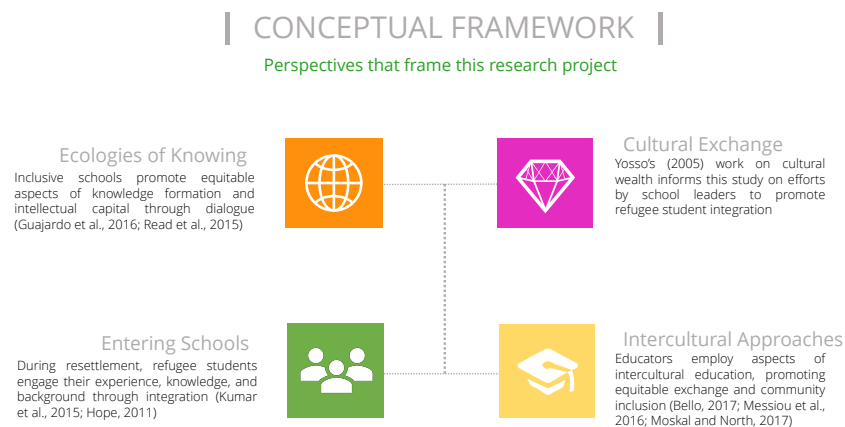 CONCEPTUAL FRAMEWORK
Perspectives that frame this research project
Ecologies of Knowing
Inclusive schools promote equitable
aspects of knowledge formation and
intellectual capital through dialogue
(Guajardo et al., 2016; Read et al., 2015)
Cultural Exchange
Yosso's (2005) work on cultural
wealth informs this study on efforts
by school leaders to promote
refugee student integration
Entering Schools
During resettlement, refugee students
engage their experience, knowledge, and
background through integration (Kumar
et al., 2015; Hope, 2011)
Intercultural Approaches
Educators employ aspects of
intercultural education, promoting
equitable exchange and community
inclusion (Bello, 2017; Messiou et al.,
2016; Moskal and North, 2017)